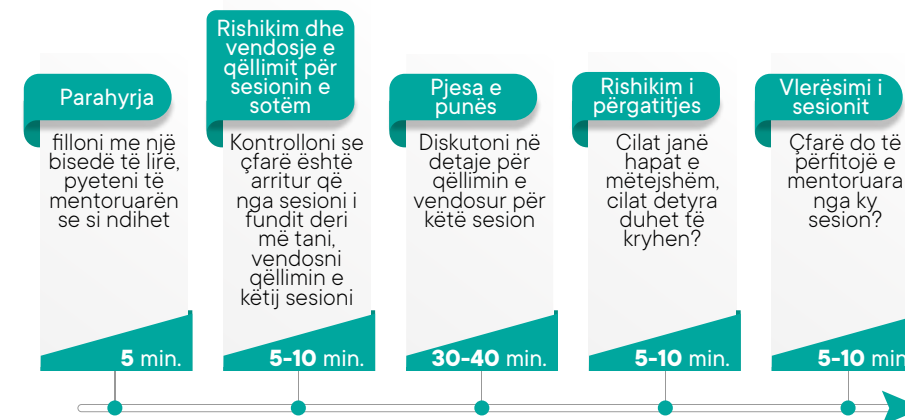 Parahyrja
filloni me një
bisedë të lirë,
pyeteni të
mentoruarën
se si ndihet
5 min.
Rishikim dhe
vendosje e
qëllimit për
sesionin e
sotëm
Kontrolloni se
çfarë është
arritur që
nga sesioni i
fundit deri
më tani,
vendosni
qëllimin e
këtij sesioni
5-10 min.
Pjesa e
punës
Diskutoni në
detaje për
qëllimin e
vendosur për
këtë sesion
30-40 min.
Rishikim i
përgatitjes
Cilat janë
hapat e
mëtejshëm,
cilat detyra
duhet të
kryhen?
5-10 min.
Vlerësimi i
sesionit
Çfarë do të
përfitojë e
mentoruara
nga ky
sesion?
5-10 min